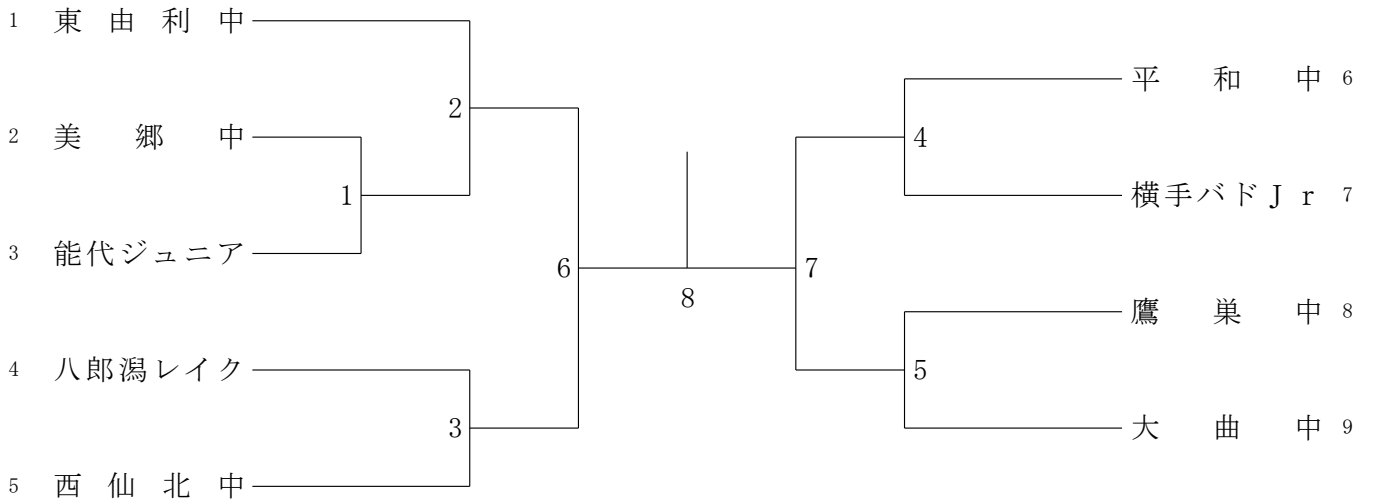 1 東由利中
2 美郷中
3 能代ジュニア
4 八郎潟レイク
5 西仙北中
2
1
6
3
8
7
4
5
平和中 6
横手バドJr 7
鷹巣中 8
大曲中 9